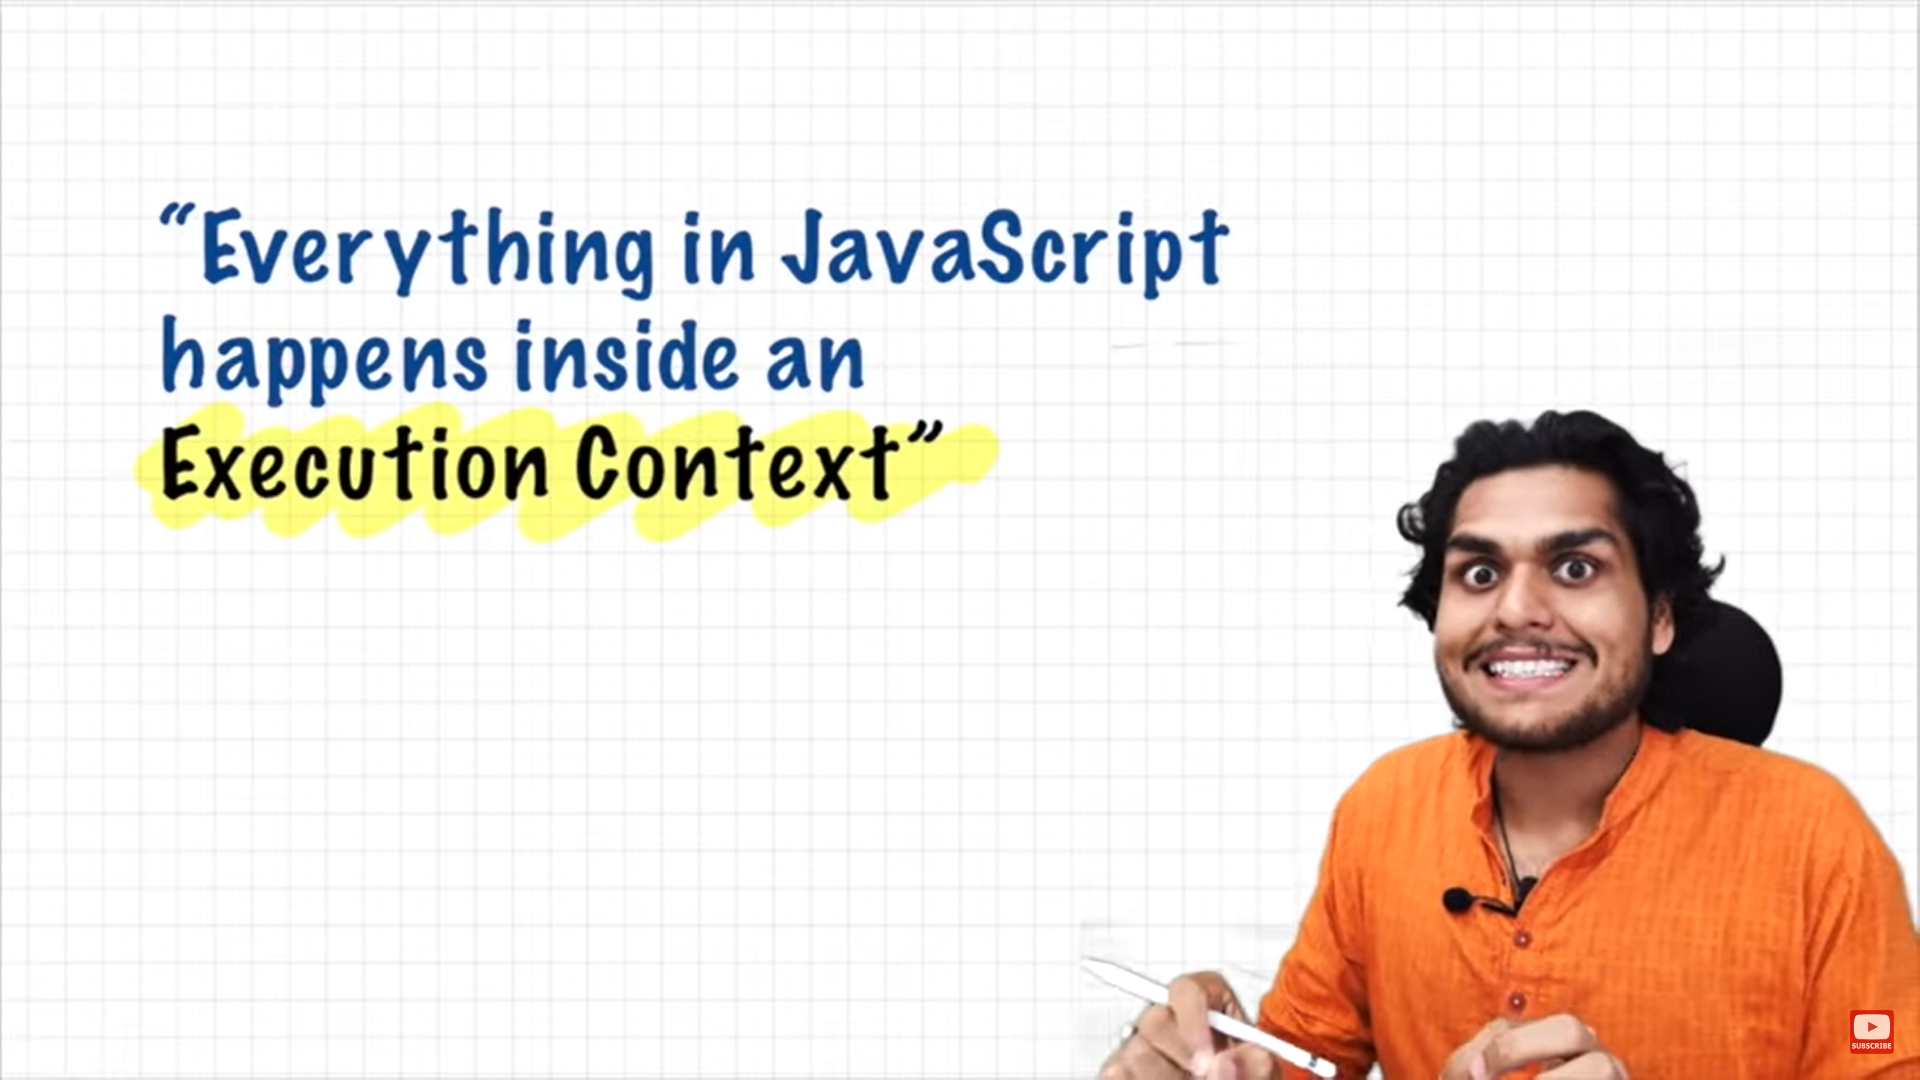 “Everything in JavaScript
happens inside an
Execution Context”
SUBSCRIBE